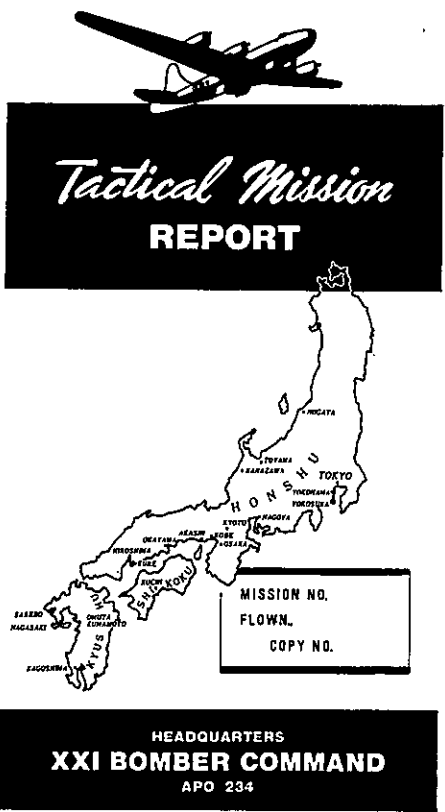 Tactical Mission
REPORT
NIIGATA
TOYAMA
KANAZAWA
HONSHU
TOKYO
YOKOHAMA
YOKOSUKA
NAGOYA
KYOTO
KOBE
OSAKA
AKASHI
OKAYAMA
HIROSHIMA
KURE
KOCHI
SHIKOKU
SASEBO
NAGASAKI
OMUTA
KUMAMOTO
KYUSHU
KAGOSHIMA
MISSION NO.
FLOWN..
COPY NO.
HEADQUARTERS
XXI BOMBER COMMAND
APO 234